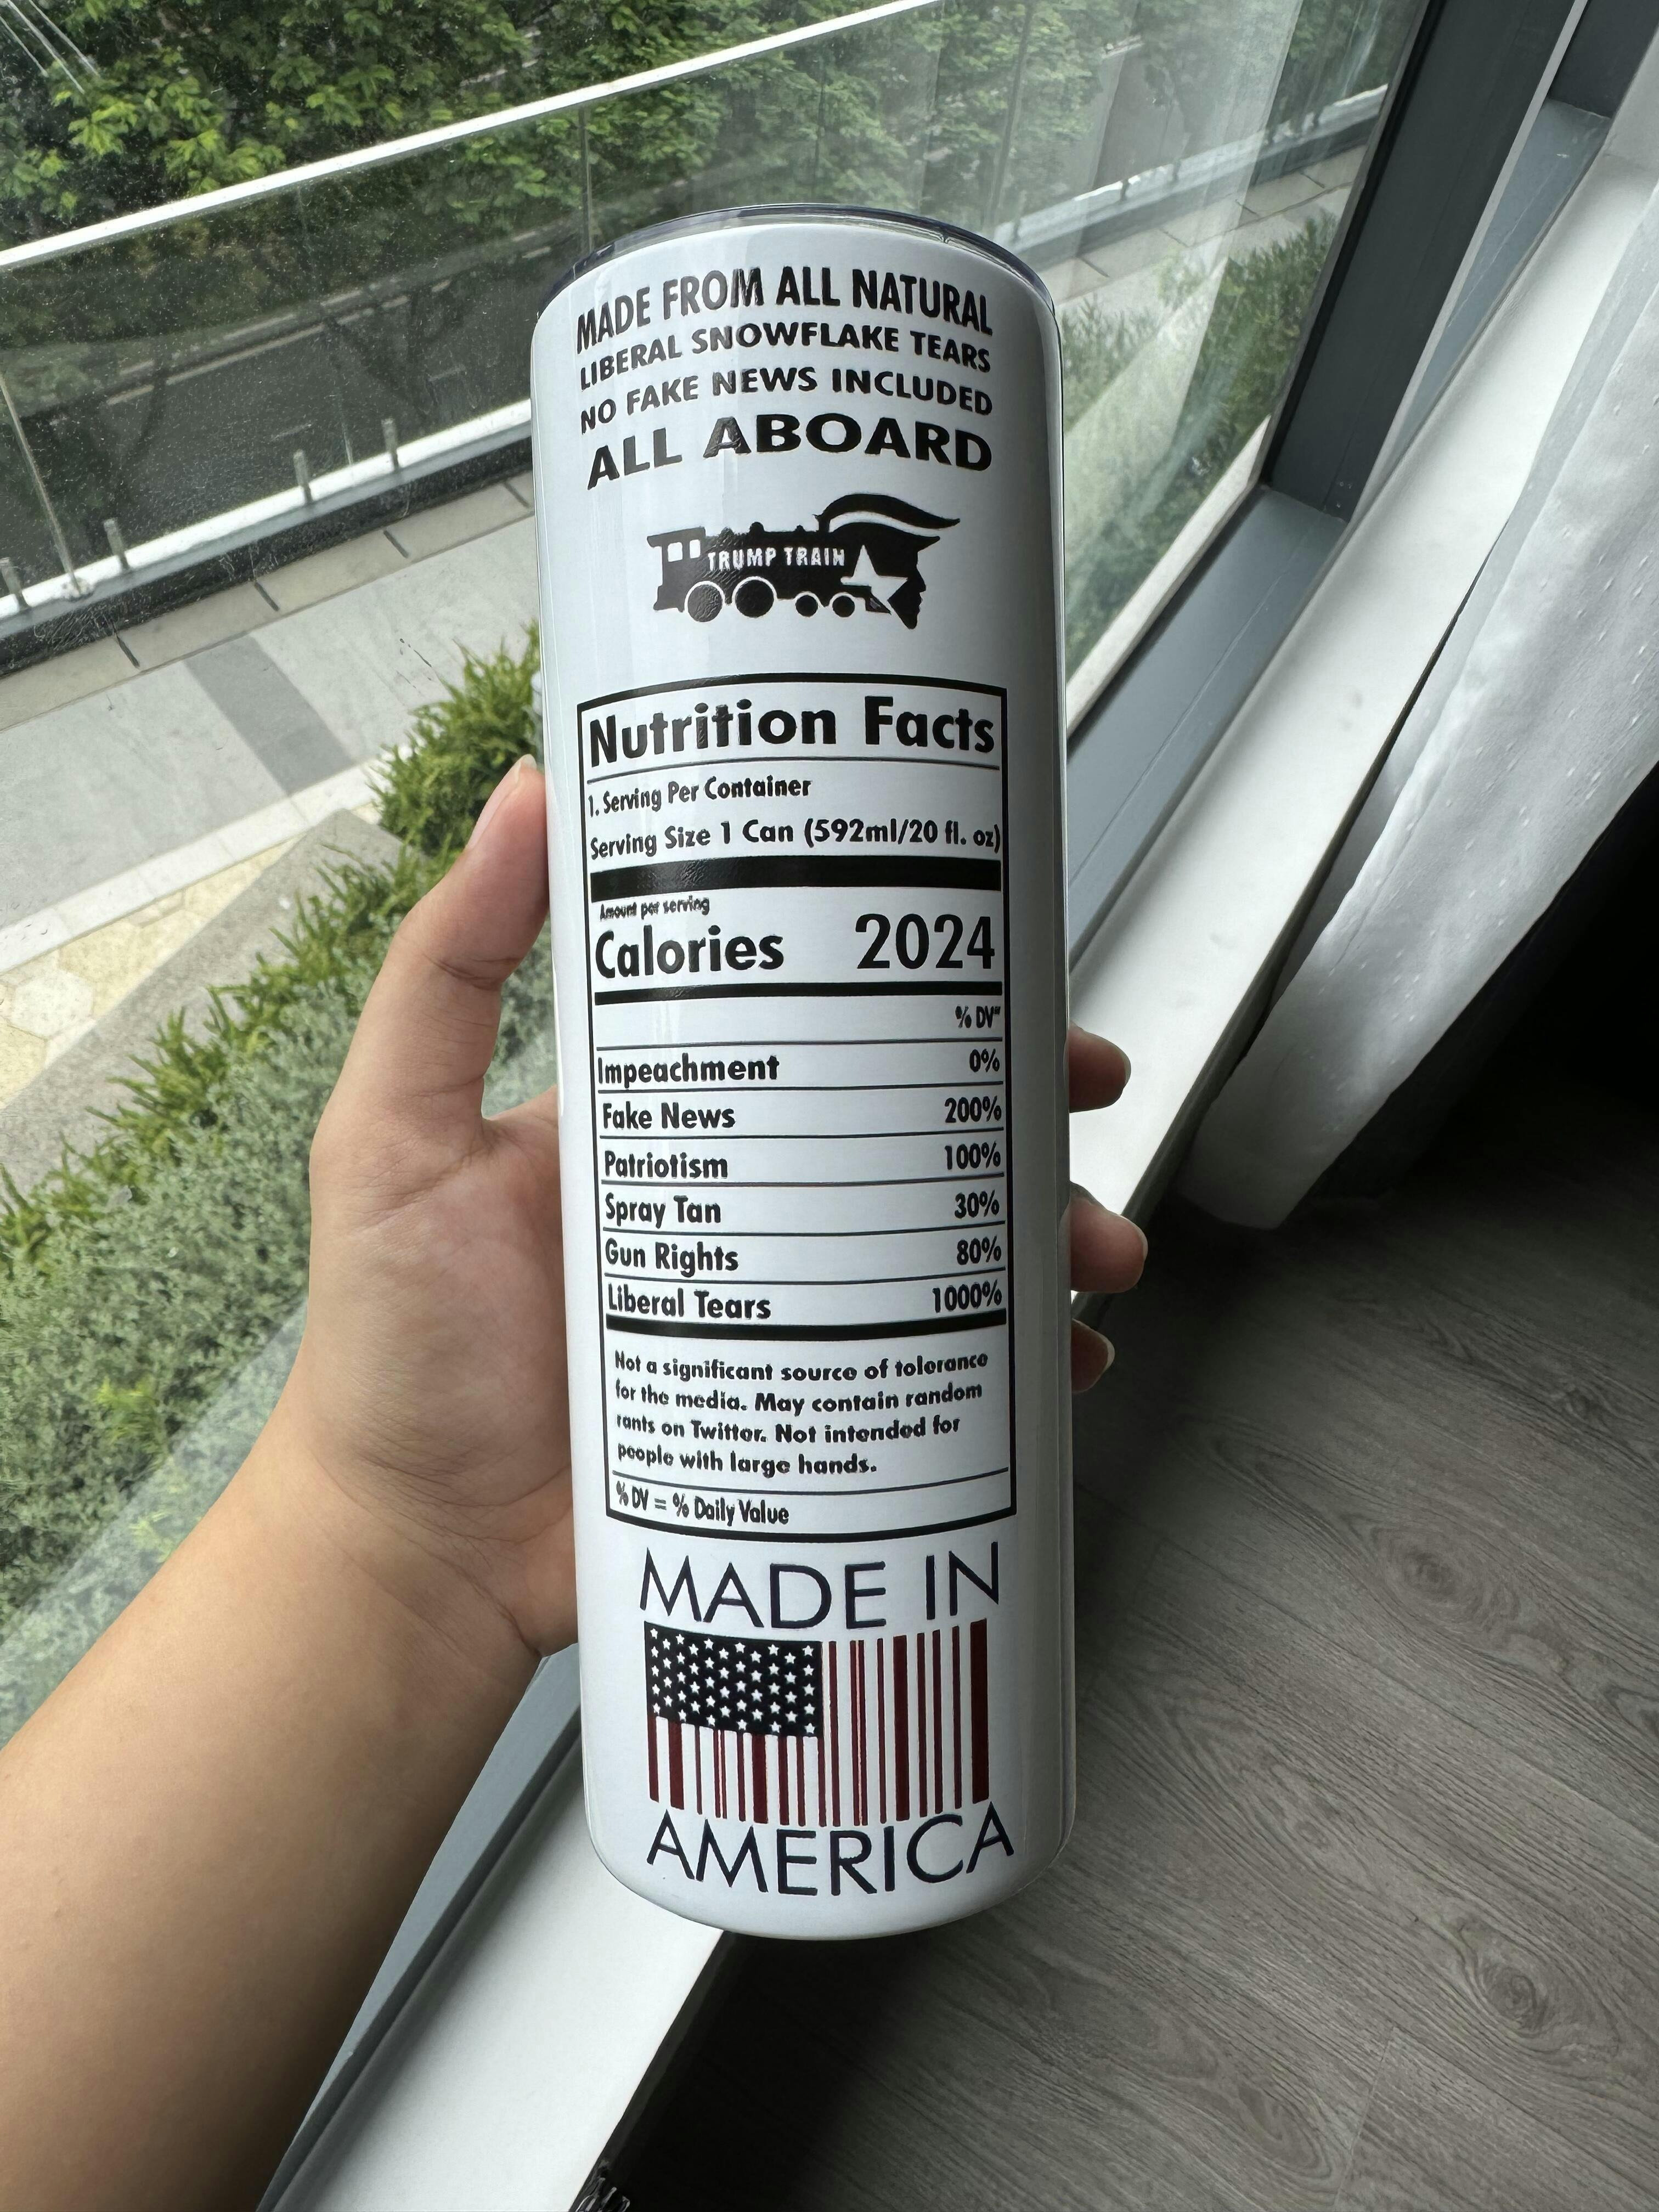 MADE FROM ALL NATURAL
LIBERAL SNOWFLAKE TEARS
NO FAKE NEWS INCLUDED
ALL ABOARD
TRUMP TRAIN
Nutrition Facts
1. Serving Per Container
Serving Size 1 Can (592ml/20 fl. oz)
Amount per serving
Calories 2024
% DV*
Impeachment 0%
Fake News 200%
Patriotism 100%
Spray Tan 30%
Gun Rights 80%
Liberal Tears 1000%
Not a significant source of tolerance
for the media. May contain random
rants on Twitter. Not intended for
people with large hands.
% DV = % Daily Value
MADE IN
AMERICA